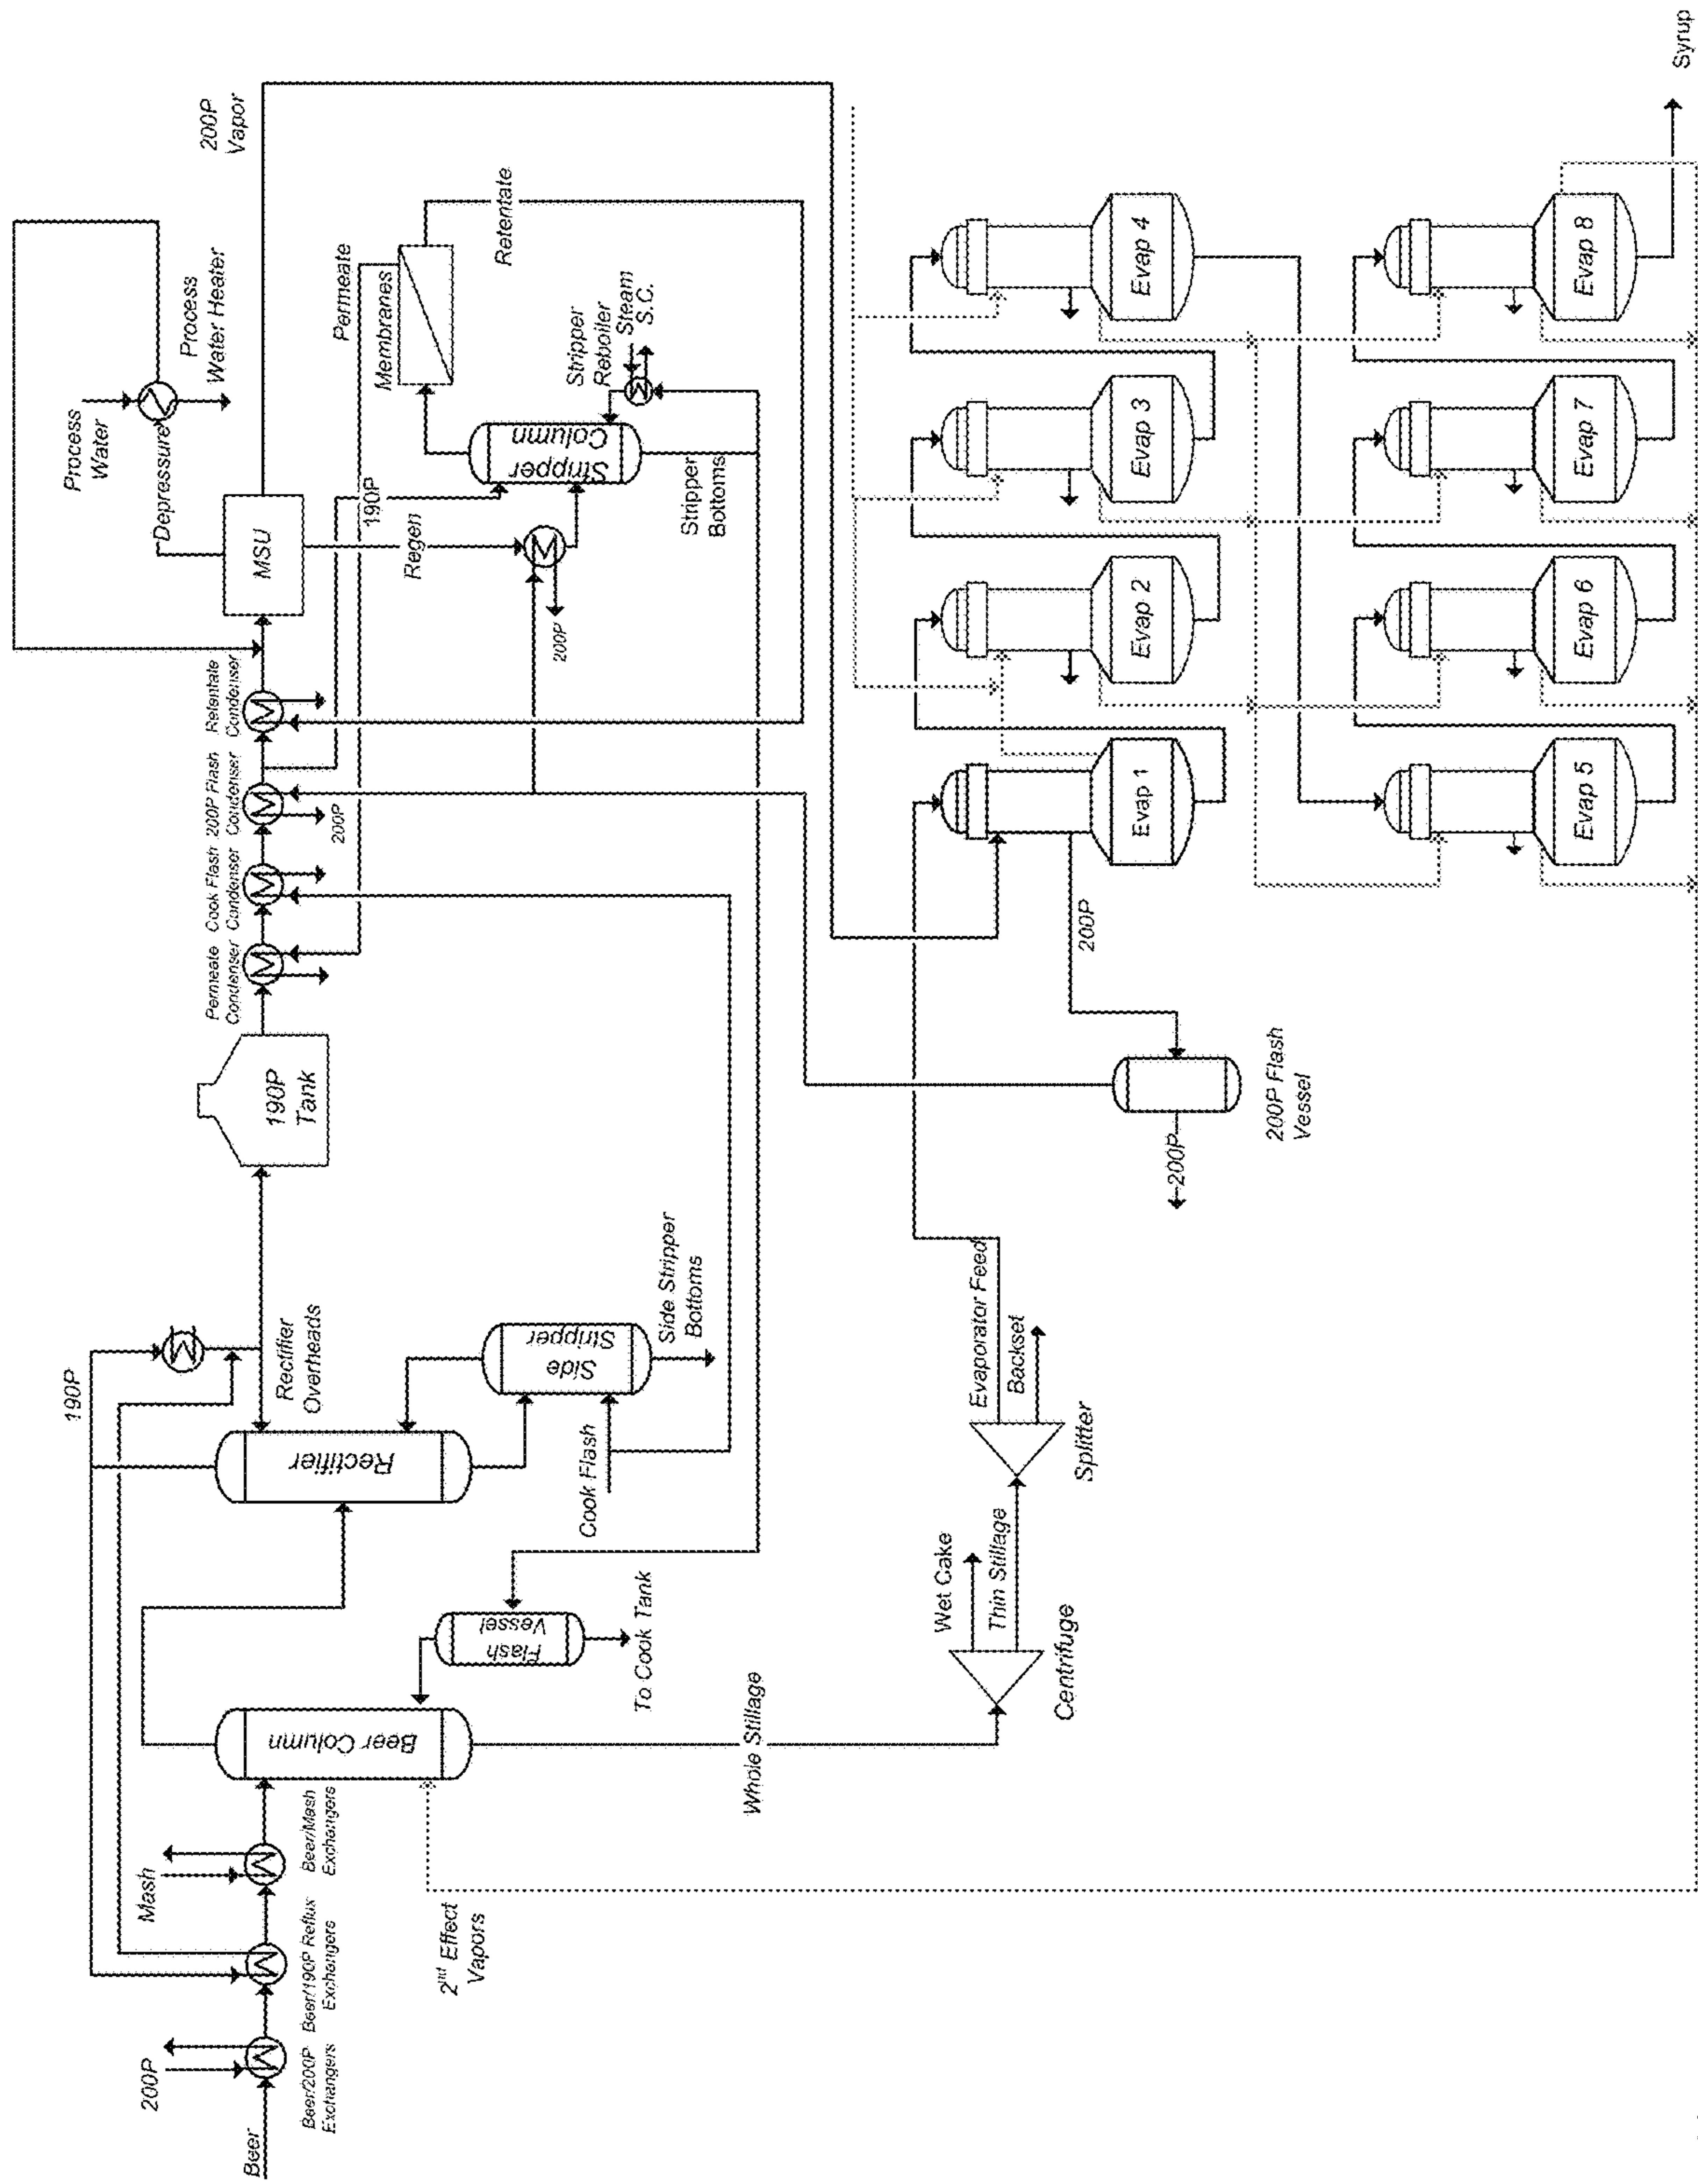 Beer
200P
Beer/200P
Exchangers
Beer/190P Reflux
Exchangers
Mash
Beer/Mash
Exchangers
Beer Column
2nd Effect
Vapors
Whole Stillage
Flash
Vessel
To Cook Tank
190P
Rectifier
Rectifier
Overheads
Side
Stripper
Cook Flash
Side Stripper
Bottoms
190P
Tank
Permeate
Condenser
Cook Flash
Condenser
200P Flash
Condenser
200P
Retentate
Condenser
MSU
Depressure
Process
Water
Process
Water Heater
200P
Vapor
Regen
190P
200P
Stripper
Column
Stripper
Bottoms
Stripper
Reboiler
Steam
S.C.
Membranes
Permeate
Retentate
Centrifuge
Wet Cake
Thin Stillage
Splitter
Evaporator Feed
Backset
200P
200P Flash
Vessel
200P
Evap 1
Evap 2
Evap 3
Evap 4
Evap 5
Evap 6
Evap 7
Evap 8
Syrup